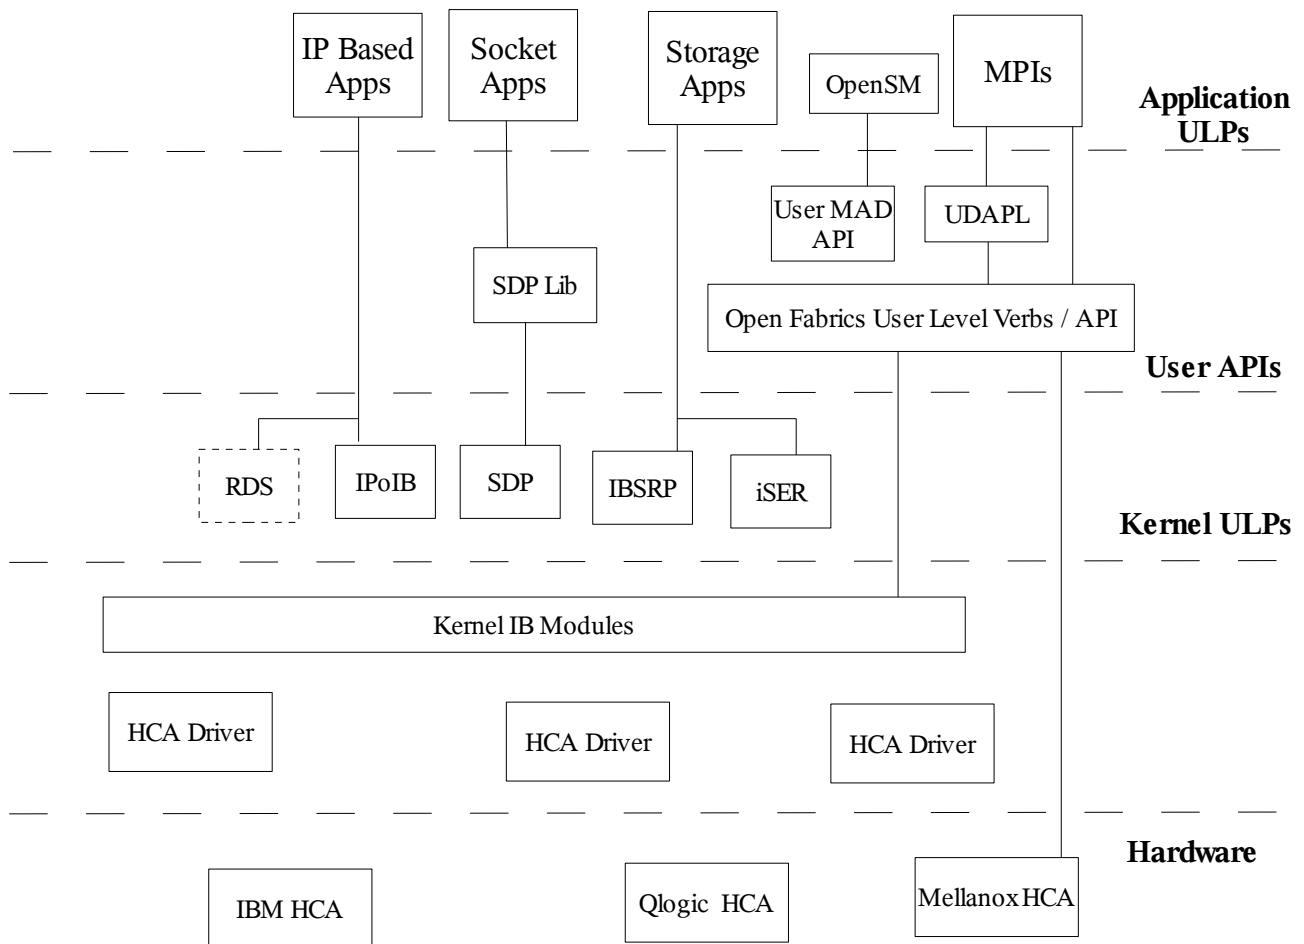 IP Based
Apps
Socket
Apps
Storage
Apps
OpenSM
MPIs
Application
ULPs
User MAD
API
UDAPL
SDP Lib
Open Fabrics User Level Verbs / API
User APIs
RDS
IPoIB
SDP
IBSRP
iSER
Kernel ULPs
Kernel IB Modules
HCA Driver
HCA Driver
HCA Driver
Hardware
IBM HCA
Qlogic HCA
Mellanox HCA